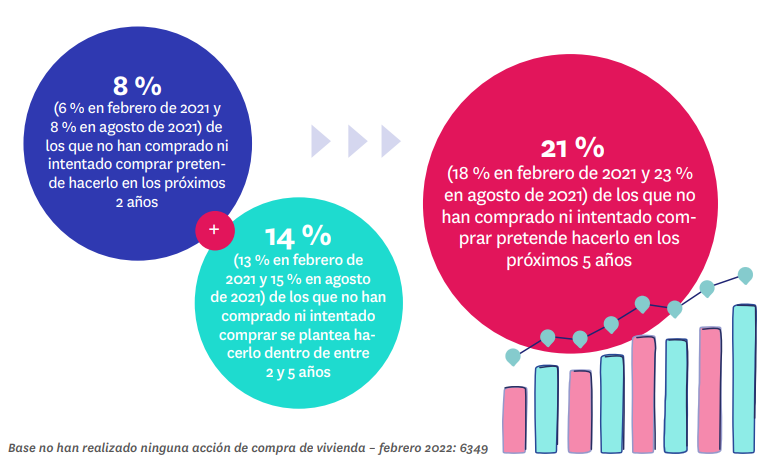 8 %
(6 % en febrero de 2021 y
8 % en agosto de 2021) de
los que no han comprado ni
intentado comprar preten-
de hacerlo en los próximos
2 años
+
14 %
(13 % en febrero de
2021 y 15 % en agosto
de 2021) de los que no han
comprado ni intentado
comprar se plantea ha-
cerlo dentro de entre
2 y 5 años
21 %
(18 % en febrero de 2021 y 23 %
en agosto de 2021) de los que no
han comprado ni intentado com-
prar pretende hacerlo en los
próximos 5 años
Base no han realizado ninguna acción de compra de vivienda – febrero 2022: 6349